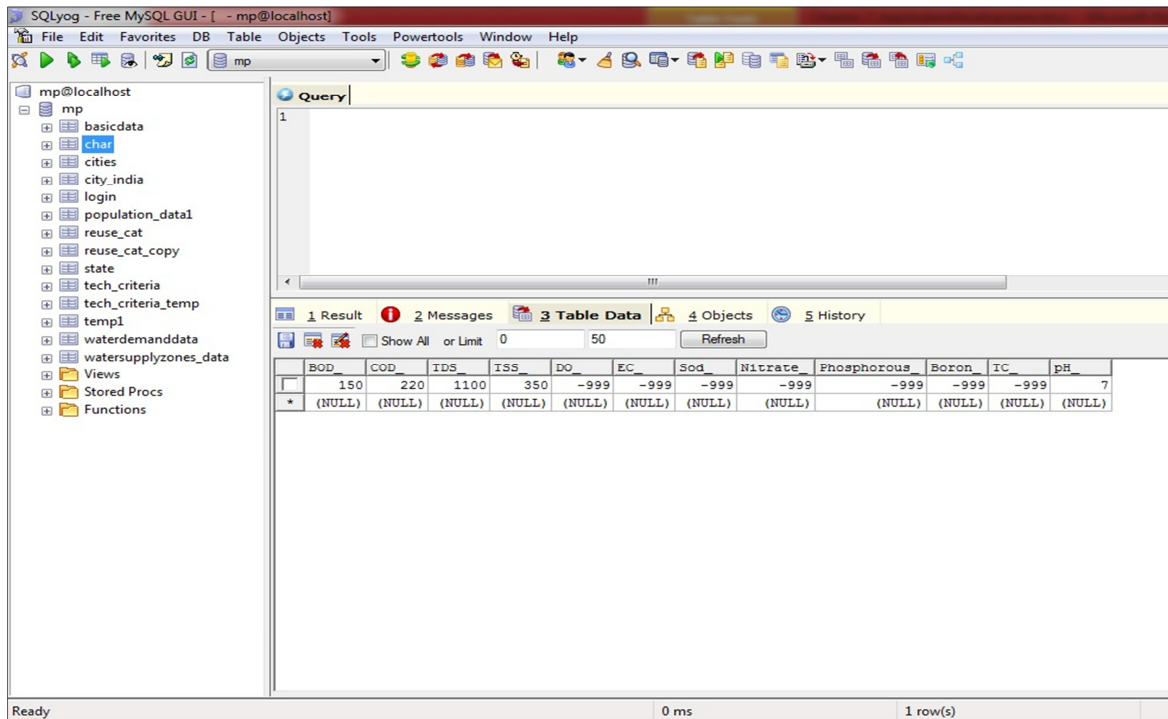 SQLyog - Free MySQL GUI - [ - mp@localhost]
File Edit Favorites DB Table Objects Tools Powertools Window Help
mp
mp@localhost
mp
basicdata
char
cities
city_india
login
population_data1
reuse_cat
reuse_cat_copy
state
tech_criteria
tech_criteria_temp
temp1
waterdemanddata
watersupplyzones_data
Views
Stored Procs
Functions
Query
1
1 Result 2 Messages 3 Table Data 4 Objects 5 History
Show All or Limit 0 50 Refresh
BOD_ COD_ TDS_ TSS_ DO_ EC_ Sod_ Nitrate_ Phosphorous_ Boron_ TC_ pH_
150 220 1100 350 -999 -999 -999 -999 -999 -999 -999 7
* (NULL) (NULL) (NULL) (NULL) (NULL) (NULL) (NULL) (NULL) (NULL) (NULL) (NULL) (NULL)
Ready 0 ms 1 row(s)